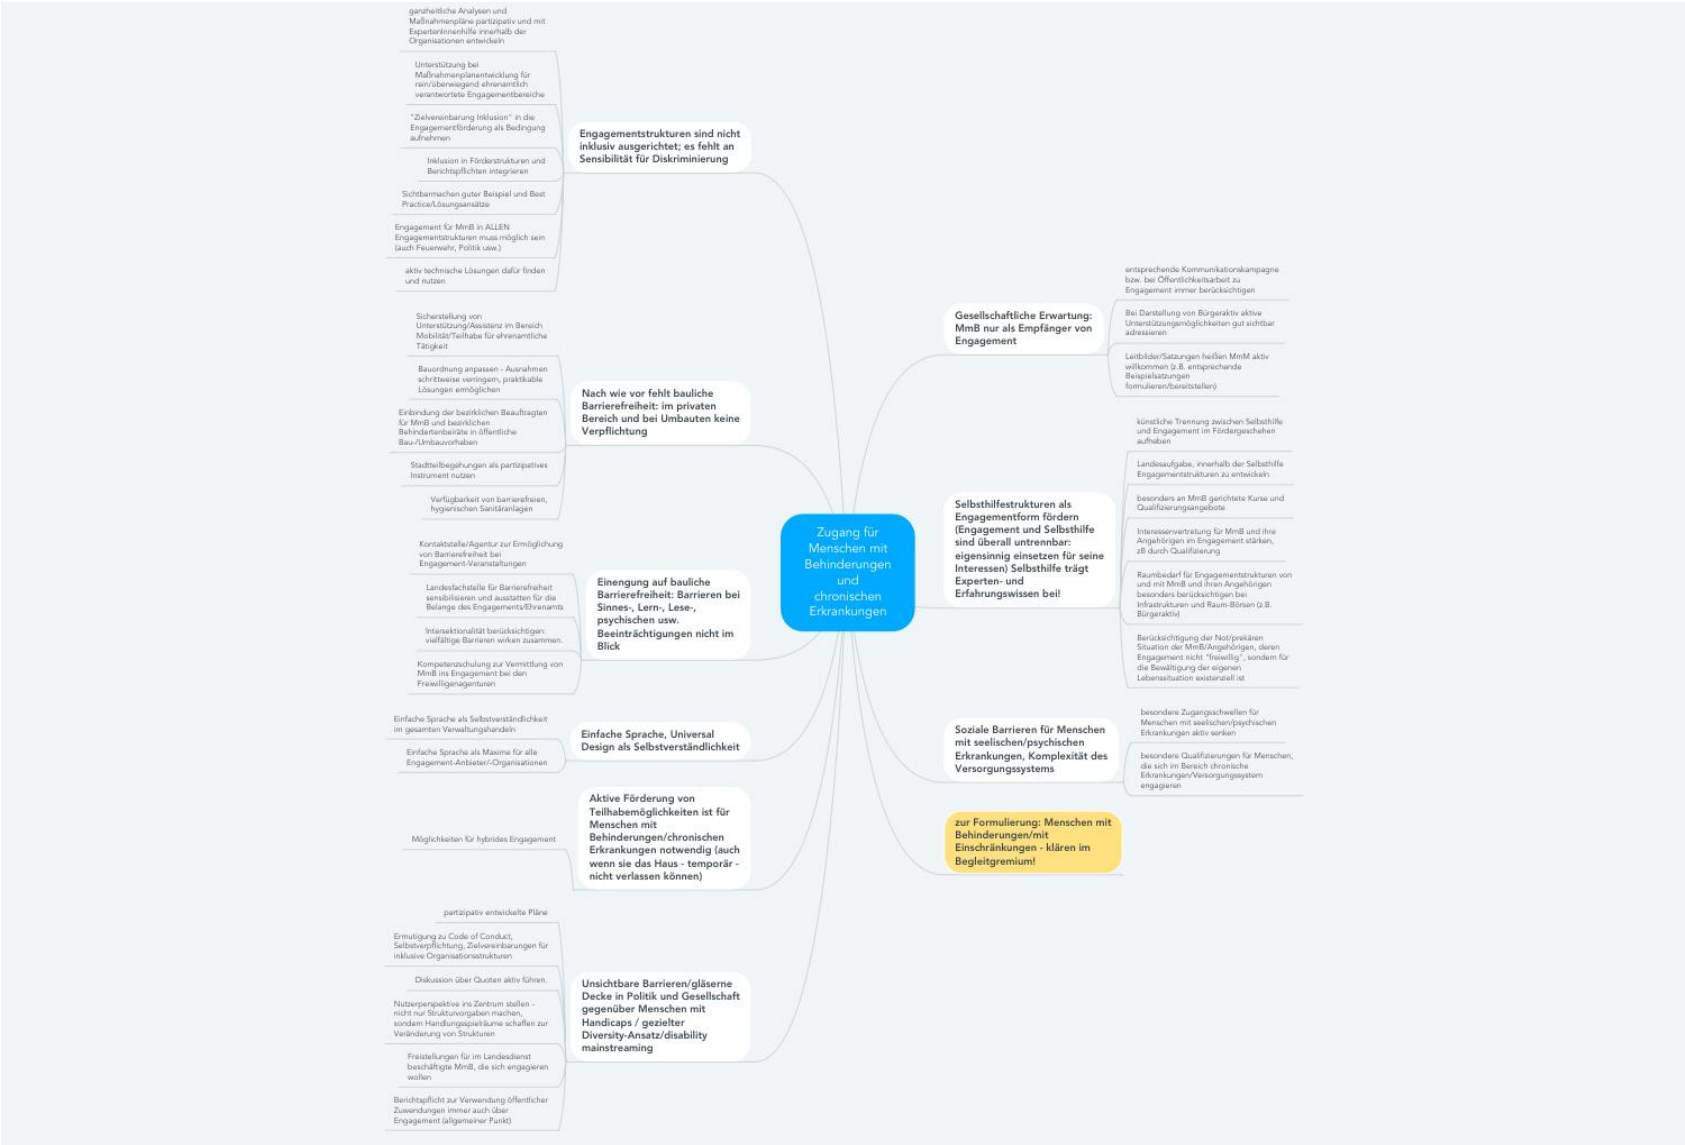 Zugang für
Menschen mit
Behinderungen
und
chronischen
Erkrankungen
Engagementstrukturen sind nicht
inklusiv ausgerichtet; es fehlt an
Sensibilität für Diskriminierung
ganzheitliche Analysen und
Maßnahmenpläne partizipativ und mit
ExpertenInnenhilfe innerhalb der
Organisationen entwickeln
Unterstützung bei
Maßnahmenplanentwicklung für
rein/überwiegend ehrenamtlich
verantwortete Engagementbereiche
"Zielvereinbarung Inklusion" in die
Engagementförderung als Bedingung
aufnehmen
Inklusion in Förderstrukturen und
Berichtspflichten integrieren
Sichtbarmachen guter Beispiel und Best
Practice/Lösungsansätze
Engagement für MmB in ALLEN
Engagementstrukturen muss möglich sein
(auch Feuerwehr, Politik usw.)
aktiv technische Lösungen dafür finden
und nutzen
Nach wie vor fehlt bauliche
Barrierefreiheit: im privaten
Bereich und bei Umbauten keine
Verpflichtung
Sicherstellung von
Unterstützung/Assistenz im Bereich
Mobilität/Teilhabe für ehrenamtliche
Tätigkeit
Bauordnung anpassen - Ausnahmen
schrittweise verringern, praktikable
Lösungen ermöglichen
Einbindung der bezirklichen Beauftragten
für MmB und bezirklichen
Behindertenbeiräte in öffentliche
Bau-/Umbauvorhaben
Stadtteilbegehungen als partizipatives
Instrument nutzen
Verfügbarkeit von barrierefreien,
hygienischen Sanitäranlagen
Einengung auf bauliche
Barrierefreiheit: Barrieren bei
Sinnes-, Lern-, Lese-,
psychischen usw.
Beeinträchtigungen nicht im
Blick
Kontaktstelle/Agentur zur Ermöglichung
von Barrierefreiheit bei
Engagement-Veranstaltungen
Landesfachstelle für Barrierefreiheit
sensibilisieren und ausstatten für die
Belange des Engagements/Ehrenamts
Intersektionalität berücksichtigen:
vielfältige Barrieren wirken zusammen.
Kompetenzschulung zur Vermittlung von
MmB ins Engagement bei den
Freiwilligenagenturen
Einfache Sprache, Universal
Design als Selbstverständlichkeit
Einfache Sprache als Selbstverständlichkeit
im gesamten Verwaltungshandeln
Einfache Sprache als Maxime für alle
Engagement-Anbieter/-Organisationen
Aktive Förderung von
Teilhabemöglichkeiten ist für
Menschen mit
Behinderungen/chronischen
Erkrankungen notwendig (auch
wenn sie das Haus - temporär -
nicht verlassen können)
Möglichkeiten für hybrides Engagement
Unsichtbare Barrieren/gläserne
Decke in Politik und Gesellschaft
gegenüber Menschen mit
Handicaps / gezielter
Diversity-Ansatz/disability
mainstreaming
partizipativ entwickelte Pläne
Ermutigung zu Code of Conduct,
Selbstverpflichtung, Zielvereinbarungen für
inklusive Organisationsstrukturen
Diskussion über Quoten aktiv führen.
Nutzerperspektive ins Zentrum stellen -
nicht nur Strukturvorgaben machen,
sondern Handlungsspielräume schaffen zur
Veränderung von Strukturen
Freistellungen für im Landesdienst
beschäftigte MmB, die sich engagieren
wollen
Berichtspflicht zur Verwendung öffentlicher
Zuwendungen immer auch über
Engagement (allgemeiner Punkt)
Gesellschaftliche Erwartung:
MmB nur als Empfänger von
Engagement
entsprechende Kommunikationskampagne
bzw. bei Öffentlichkeitsarbeit zu
Engagement immer berücksichtigen
Bei Darstellung von Bürgeraktiv aktive
Unterstützungsmöglichkeiten gut sichtbar
adressieren
Leitbilder/Satzungen heißen MmM aktiv
willkommen (z.B. entsprechende
Beispielsatzungen
formulieren/bereitstellen)
Selbsthilfestrukturen als
Engagementform fördern
(Engagement und Selbsthilfe
sind überall untrennbar:
eigensinnig einsetzen für seine
Interessen) Selbsthilfe trägt
Experten- und
Erfahrungswissen bei!
künstliche Trennung zwischen Selbsthilfe
und Engagement im Fördergeschehen
aufheben
Landesaufgabe, innerhalb der Selbsthilfe
Engagementstrukturen zu entwickeln
besonders an MmB gerichtete Kurse und
Qualifizierungsangebote
Interessenvertretung für MmB und ihre
Angehörigen im Engagement stärken,
zB durch Qualifizierung
Raumbedarf für Engagementstrukturen von
und mit MmB und ihren Angehörigen
besonders berücksichtigen bei
Infrastrukturen und Raum-Börsen (z.B.
Bürgeraktiv)
Berücksichtigung der Not/prekären
Situation der MmB/Angehörigen, deren
Engagement nicht "freiwillig", sondern für
die Bewältigung der eigenen
Lebenssituation existenziell ist
Soziale Barrieren für Menschen
mit seelischen/psychischen
Erkrankungen, Komplexität des
Versorgungssystems
besondere Zugangsschwellen für
Menschen mit seelischen/psychischen
Erkrankungen aktiv senken
besondere Qualifizierungen für Menschen,
die sich im Bereich chronische
Erkrankungen/Versorgungssystem
engagieren
zur Formulierung: Menschen mit
Behinderungen/mit
Einschränkungen - klären im
Begleitgremium!